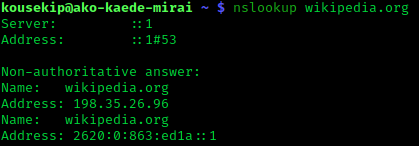 kousekip@ako-kaede-mirai ~ $ nslookup wikipedia.org
Server:         ::1
Address:        ::1#53

Non-authoritative answer:
Name:   wikipedia.org
Address: 198.35.26.96
Name:   wikipedia.org
Address: 2620:0:863:ed1a::1